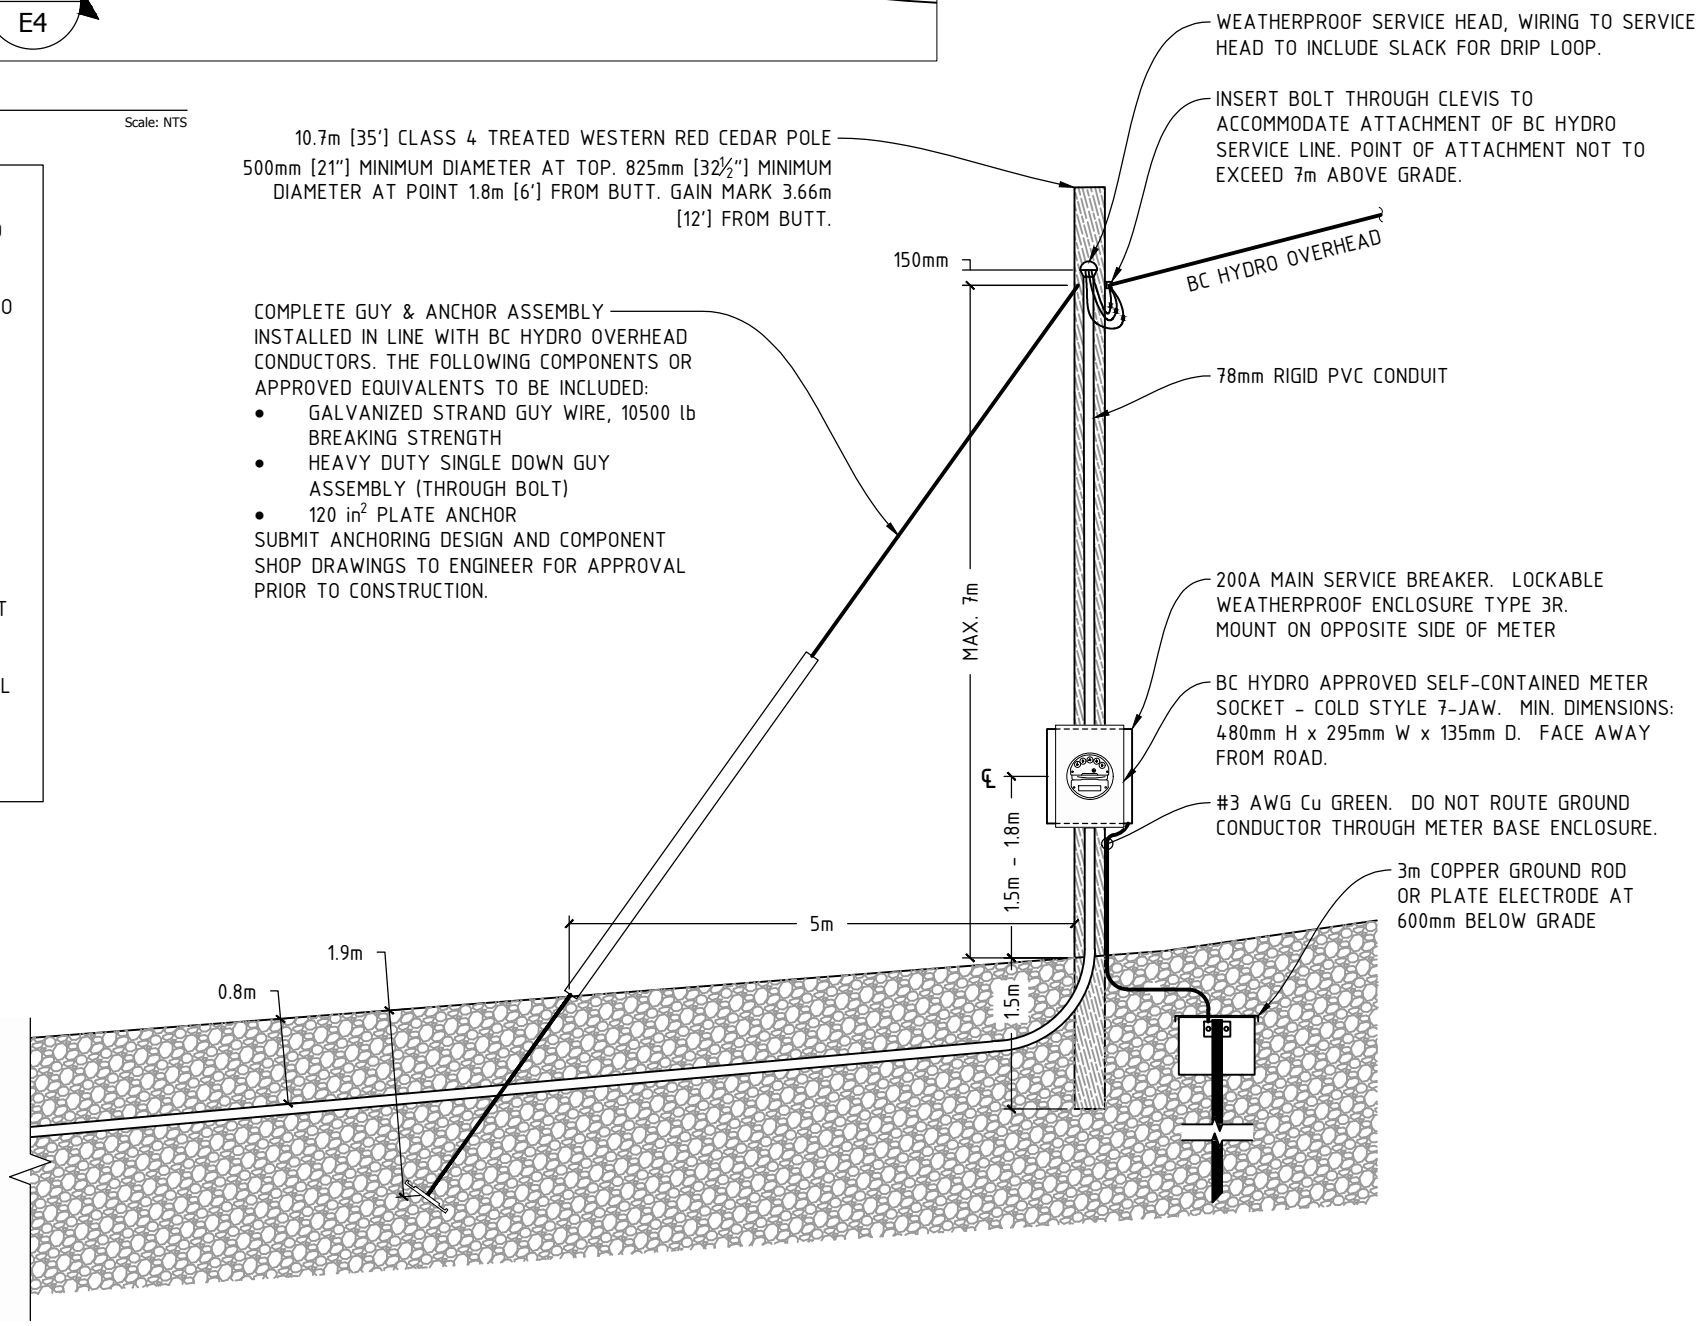 E4
Scale: NTS
O
T
L
10.7m [35'] CLASS 4 TREATED WESTERN RED CEDAR POLE
500mm [21"] MINIMUM DIAMETER AT TOP. 825mm [32½"] MINIMUM
DIAMETER AT POINT 1.8m [6'] FROM BUTT. GAIN MARK 3.66m
[12'] FROM BUTT.
WEATHERPROOF SERVICE HEAD, WIRING TO SERVICE
HEAD TO INCLUDE SLACK FOR DRIP LOOP.
INSERT BOLT THROUGH CLEVIS TO
ACCOMMODATE ATTACHMENT OF BC HYDRO
SERVICE LINE. POINT OF ATTACHMENT NOT TO
EXCEED 7m ABOVE GRADE.
BC HYDRO OVERHEAD
150mm
COMPLETE GUY & ANCHOR ASSEMBLY
INSTALLED IN LINE WITH BC HYDRO OVERHEAD
CONDUCTORS. THE FOLLOWING COMPONENTS OR
APPROVED EQUIVALENTS TO BE INCLUDED:
• GALVANIZED STRAND GUY WIRE, 10500 lb
BREAKING STRENGTH
• HEAVY DUTY SINGLE DOWN GUY
ASSEMBLY (THROUGH BOLT)
• 120 in² PLATE ANCHOR
SUBMIT ANCHORING DESIGN AND COMPONENT
SHOP DRAWINGS TO ENGINEER FOR APPROVAL
PRIOR TO CONSTRUCTION.
78mm RIGID PVC CONDUIT
MAX. 7m
200A MAIN SERVICE BREAKER. LOCKABLE
WEATHERPROOF ENCLOSURE TYPE 3R.
MOUNT ON OPPOSITE SIDE OF METER
BC HYDRO APPROVED SELF-CONTAINED METER
SOCKET - COLD STYLE 7-JAW. MIN. DIMENSIONS:
480mm H x 295mm W x 135mm D. FACE AWAY
FROM ROAD.
℄
1.5m - 1.8m
#3 AWG Cu GREEN. DO NOT ROUTE GROUND
CONDUCTOR THROUGH METER BASE ENCLOSURE.
3m COPPER GROUND ROD
OR PLATE ELECTRODE AT
600mm BELOW GRADE
5m
1.9m
0.8m
1.5m